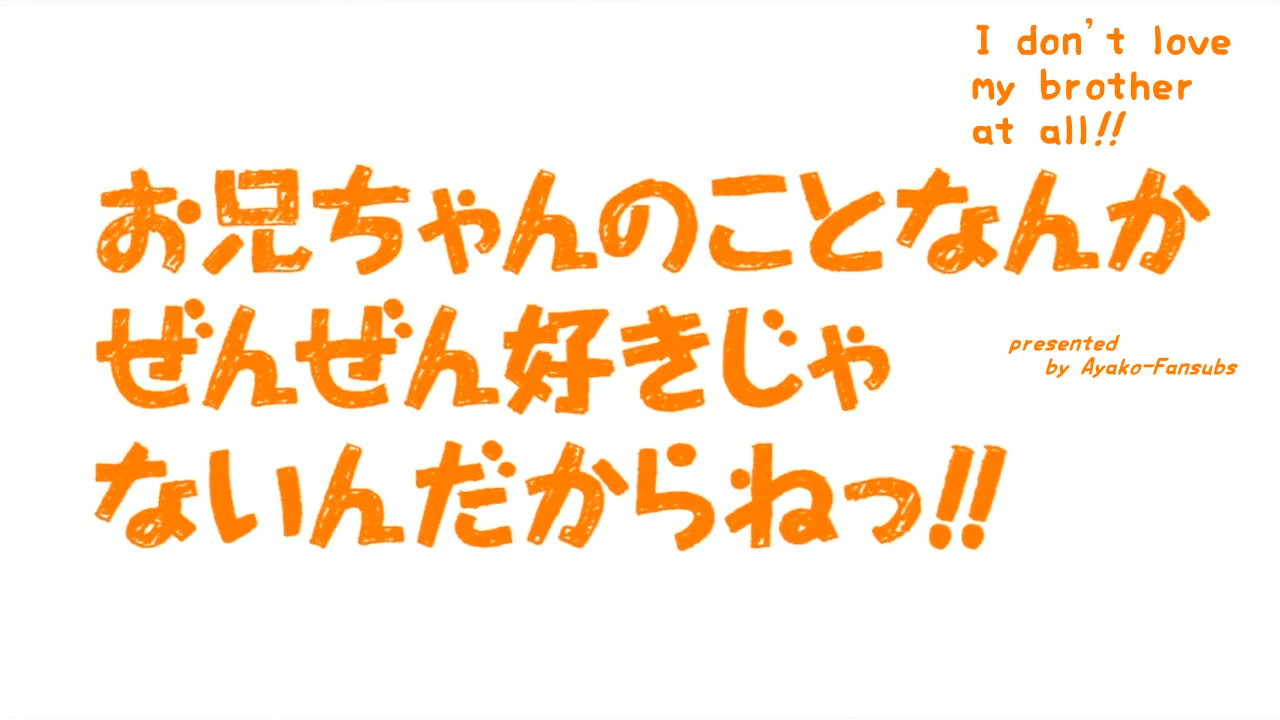 I don't love
my brother
at all!!
お兄ちゃんのことなんか
ぜんぜん好きじゃ
ないんだからねっ!!
presented
by Ayako-Fansubs